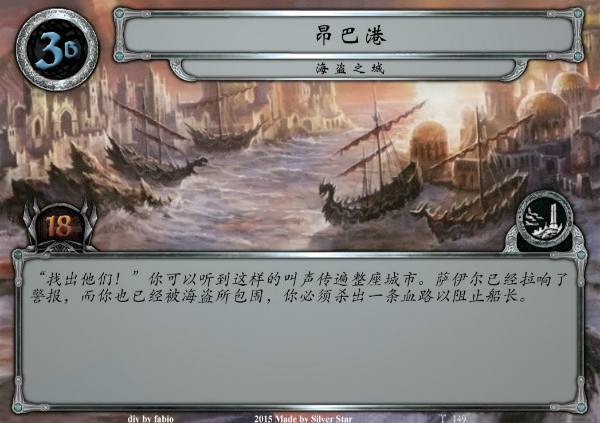 3B
昂巴港
海盗之城
18
“找出他们！”你可以听到这样的叫声传遍整座城市。萨伊尔已经拉响了
警报，而你也已经被海盗所包围，你必须杀出一条血路以阻止船长。
diy by fabio
2015 Made by Silver Star
149